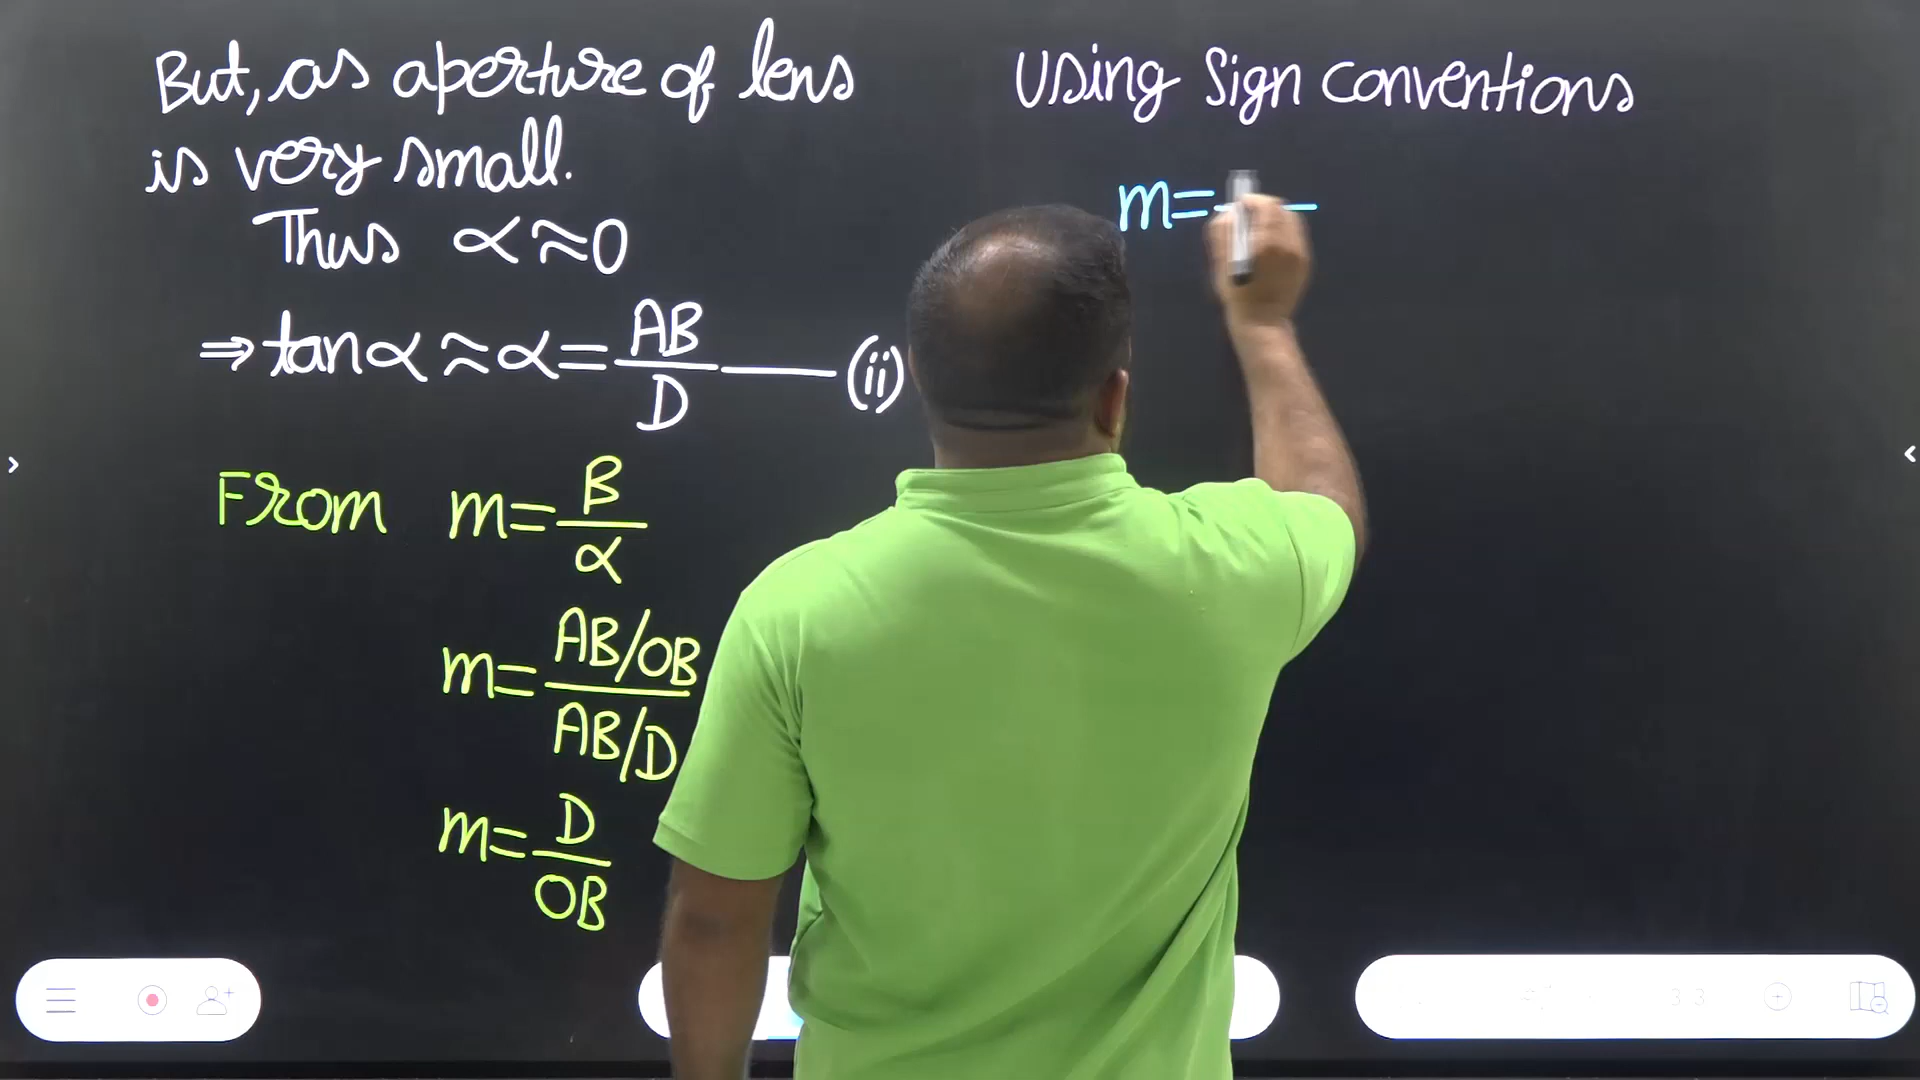 But, as aperture of lens
is very small.
Thus α≈0
⇒ tanα ≈ α = AB/D —— (ii)
From m = B/α
m = AB/OB / AB/D
m = D/OB
Using Sign conventions
m =
33